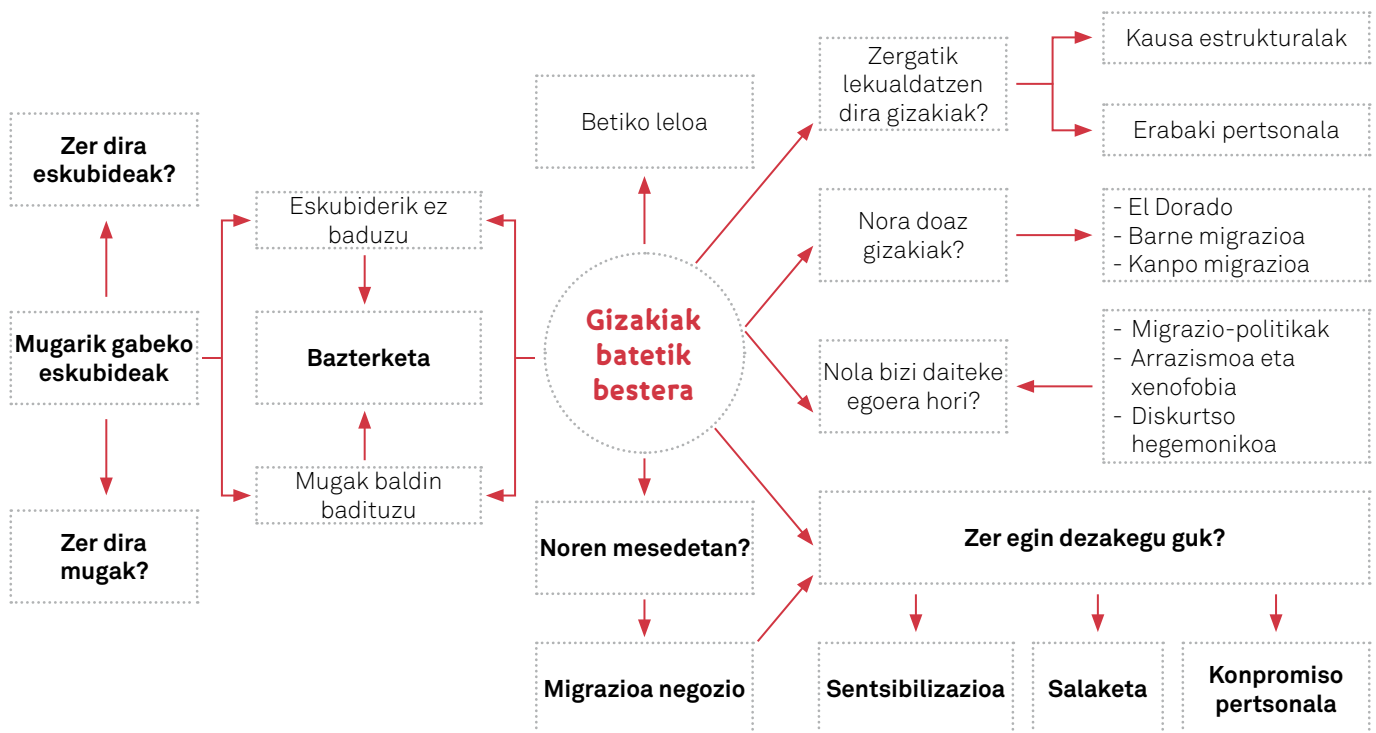 Zer dira
eskubideak?
Mugarik gabeko
eskubideak
Zer dira
mugak?
Eskubiderik ez
baduzu
Bazterketa
Mugak baldin
badituzu
Betiko leloa
Gizakiak
batetik
bestera
Noren mesedetan?
Migrazioa negozio
Zergatik
lekualdatzen
dira gizakiak?
Kausa estrukturalak
Erabaki pertsonala
Nora doaz
gizakiak?
- El Dorado
- Barne migrazioa
- Kanpo migrazioa
Nola bizi daiteke
egoera hori?
- Migrazio-politikak
- Arrazismoa eta
xenofobia
- Diskurtso
hegemonikoa
Zer egin dezakegu guk?
Sentsibilizazioa
Salaketa
Konpromiso
pertsonala